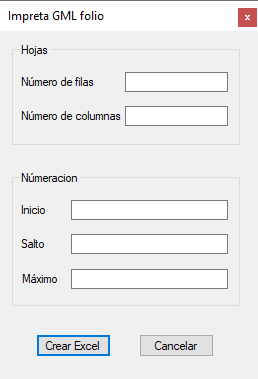 Impreta GML folio
x
Hojas
Número de filas
Número de columnas
Númeracion
Inicio
Salto
Máximo
Crear Excel
Cancelar